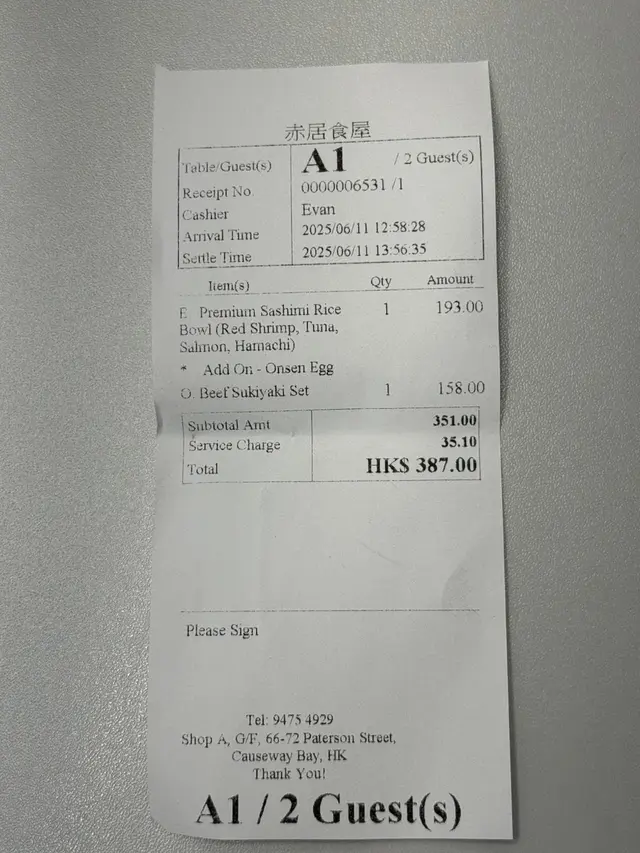 赤居食屋
Table/Guest(s) A1 / 2 Guest(s)
Receipt No. 0000006531 /1
Cashier Evan
Arrival Time 2025/06/11 12:58:28
Settle Time 2025/06/11 13:56:35
Item(s) Qty Amount
E Premium Sashimi Rice 1 193.00
Bowl (Red Shrimp, Tuna,
Salmon, Hamachi)
* Add On - Onsen Egg
O Beef Sukiyaki Set 1 158.00
Subtotal Amt 351.00
Service Charge 35.10
Total HK$ 387.00
Please Sign
Tel: 9475 4929
Shop A, G/F, 66-72 Paterson Street,
Causeway Bay, HK
Thank You!
A1 / 2 Guest(s)